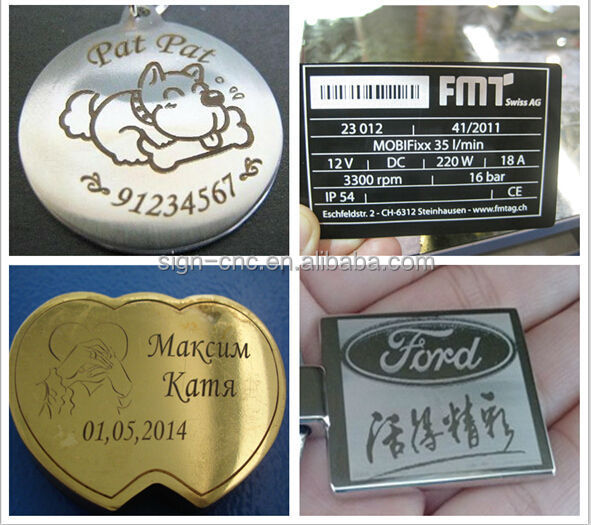 Pat Pat
91234567
FMT
Swiss AG
23 012 41/2011
MOBIFixx 35 l/min
12 V DC 220 W 18 A
3300 rpm 16 bar
IP 54 CE
Eschfeldstr. 2 - CH-6312 Steinhausen - www.fmtag.ch
sign-cnc.en.alibaba.com
Максим
Катя
01,05,2014
Ford
活得精彩